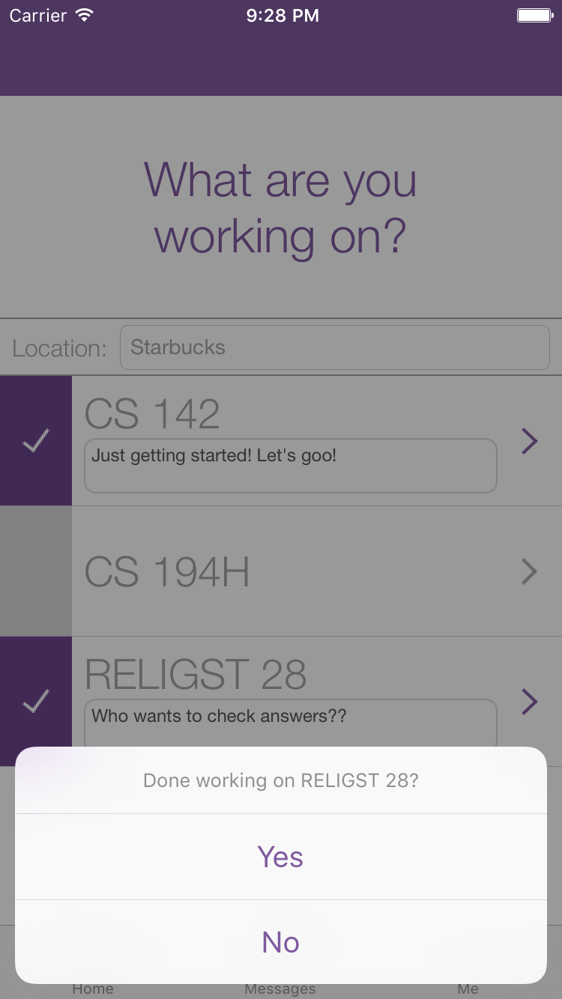 Carrier 9:28 PM
What are you
working on?
Location: Starbucks
CS 142
Just getting started! Let's goo!
CS 194H
RELIGST 28
Who wants to check answers??
Done working on RELIGST 28?
Yes
No
Home Messages Me